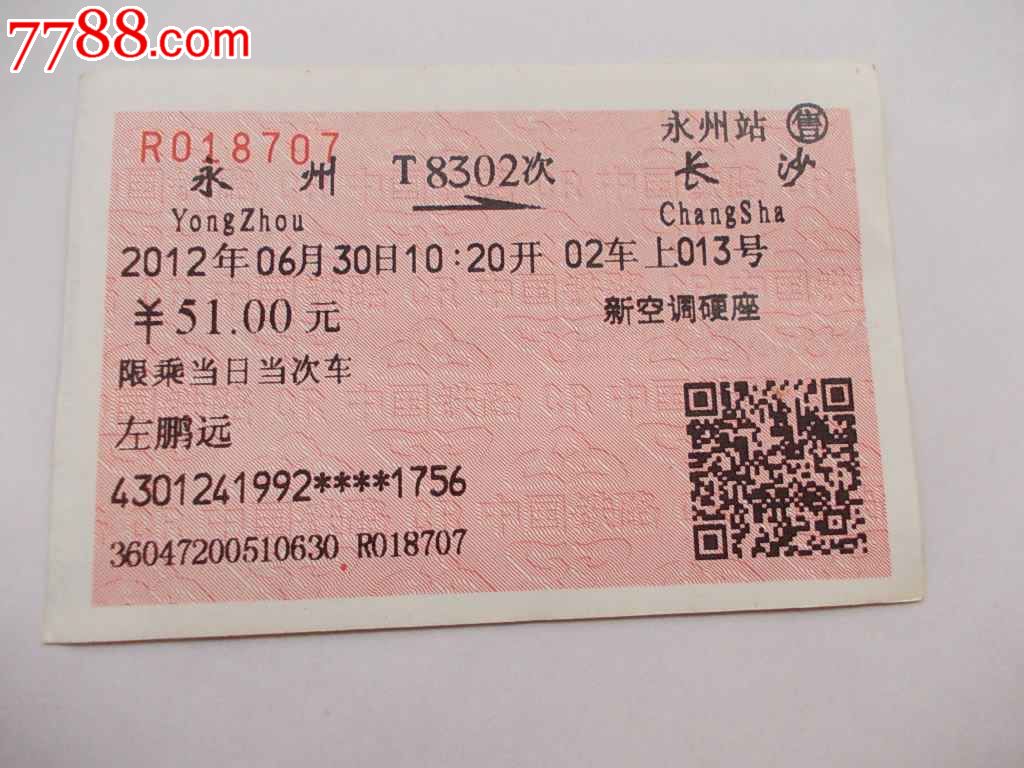 7788.com
R018707
永州站 售
永州 T8302次 长沙
YongZhou ChangSha
2012年06月30日10:20开 02车上013号
￥51.00元 新空调硬座
限乘当日当次车
左鹏远
4301241992****1756
36047200510630 R018707